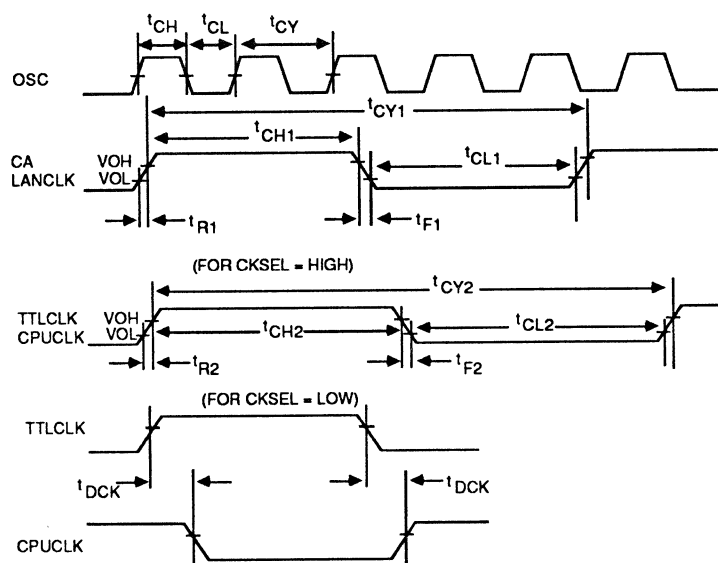 tCH tCL tCY
OSC
tCY1
tCH1
CA VOH tCL1
LANCLK VOL
tR1 tF1
(FOR CKSEL = HIGH)
tCY2
TTLCLK VOH tCH2 tCL2
CPUCLK VOL
tR2 tF2
(FOR CKSEL = LOW)
TTLCLK
tDCK tDCK
CPUCLK